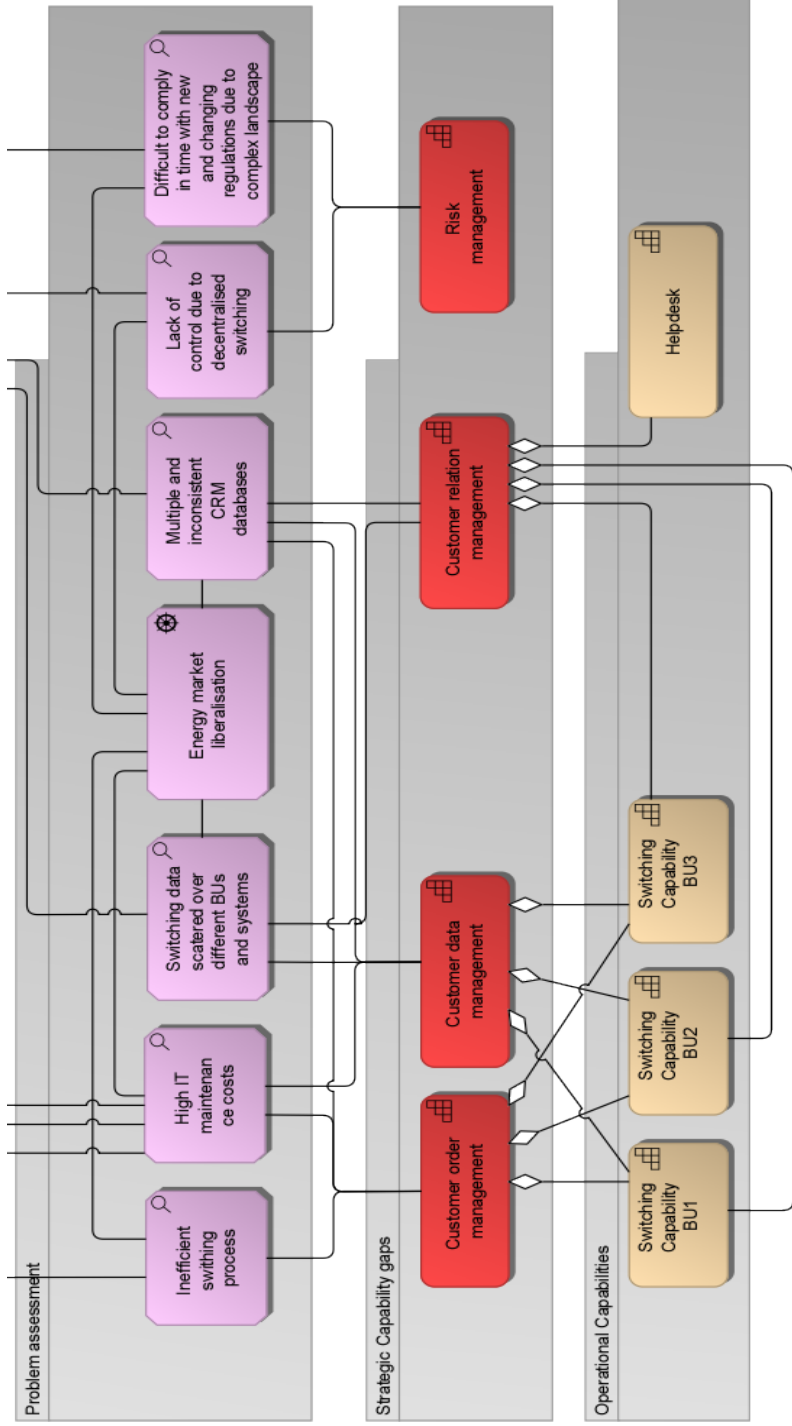 Problem assessment
Inefficient
swithing
process
High IT
maintenan
ce costs
Switching data
scatered over
different BUs
and systems
Energy market
liberalisation
Multiple and
inconsistent
CRM
databases
Lack of
control due to
decentralised
switching
Difficult to comply
in time with new
and changing
regulations due to
complex landscape
Strategic Capability gaps
Customer order
management
Customer data
management
Customer relation
management
Risk
management
Operational Capabilities
Switching
Capability
BU1
Switching
Capability
BU2
Switching
Capability
BU3
Helpdesk